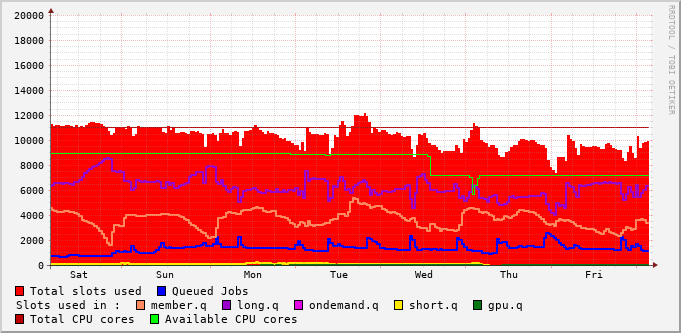 20000
18000
16000
14000
12000
10000
8000
6000
4000
2000
0
Sat Sun Mon Tue Wed Thu Fri
RRDTOOL / TOBI OETIKER
Total slots used Queued Jobs
Slots used in : member.q long.q ondemand.q short.q gpu.q
Total CPU cores Available CPU cores